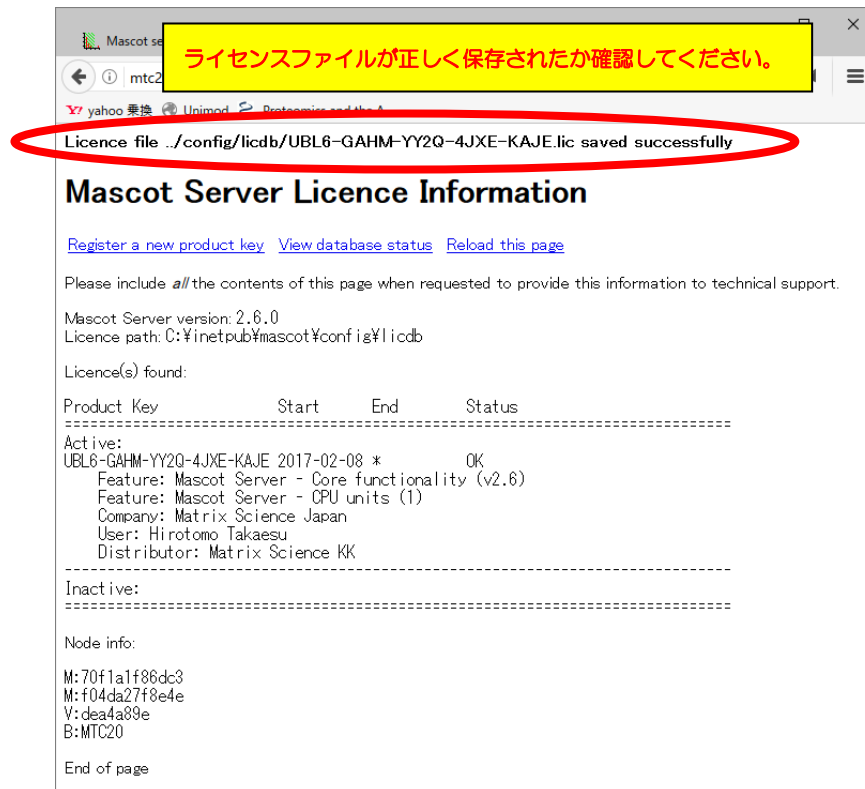 Mascot se
ライセンスファイルが正しく保存されたか確認してください。
mtc2
Y! yahoo 乗換 Unimod Proteomics and the A
Licence file ../config/licdb/UBL6-GAHM-YY2Q-4JXE-KAJE.lic saved successfully
Mascot Server Licence Information
Register a new product key View database status Reload this page
Please include all the contents of this page when requested to provide this information to technical support.
Mascot Server version: 2.6.0
Licence path: C:¥inetpub¥mascot¥config¥licdb
Licence(s) found:
Product Key Start End Status
==============================================================================
Active:
UBL6-GAHM-YY2Q-4JXE-KAJE 2017-02-08 * OK
Feature: Mascot Server - Core functionality (v2.6)
Feature: Mascot Server - CPU units (1)
Company: Matrix Science Japan
User: Hirotomo Takaesu
Distributor: Matrix Science KK
------------------------------------------------------------------------------
Inactive:
==============================================================================
Node info:
M:70f1a1f86dc3
M:f04da27f8e4e
V:dea4a89e
B:MTC20
End of page